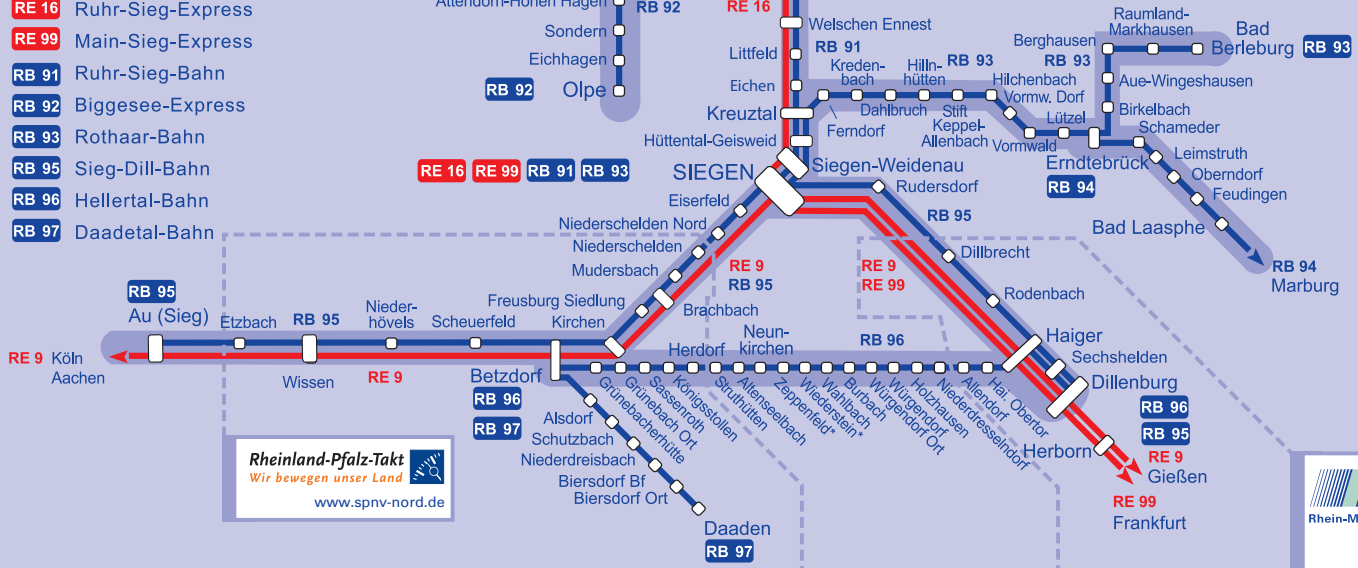 RE 16 Ruhr-Sieg-Express
RE 99 Main-Sieg-Express
RB 91 Ruhr-Sieg-Bahn
RB 92 Biggesee-Express
RB 93 Rothaar-Bahn
RB 95 Sieg-Dill-Bahn
RB 96 Hellertal-Bahn
RB 97 Daadetal-Bahn
Attendorn-Hohen Hagen
RB 92
Sondern
Eichhagen
RB 92 Olpe
RE 16
Welschen Ennest
Littfeld
RB 91
Eichen
Kreuztal
Hüttental-Geisweid
Siegen-Weidenau
SIEGEN
RE 16 RE 99 RB 91 RB 93
Ferndorf
Kreden-
bach
Dahlbruch
Hilln-
hütten
RB 93
Stift
Keppel-
Allenbach
Hilchenbach
Vormw. Dorf
Vormwald
Lützel
Erndtebrück
RB 94
RB 93
Birkelbach
Aue-Wingeshausen
Berghausen
Raumland-
Markhausen
Bad
Berleburg RB 93
Schameder
Leimstruth
Oberndorf
Feudingen
Bad Laasphe
RB 94
Marburg
Eiserfeld
Niederschelden Nord
Niederschelden
Mudersbach
Brachbach
Freusburg Siedlung
Kirchen
RE 9
RB 95
RE 9
RE 99
Rudersdorf
RB 95
Dillbrecht
Rodenbach
Haiger
Sechshelden
Dillenburg
RB 96
RB 95
RE 9
Gießen
Herborn
RE 99
Frankfurt
RB 95
Au (Sieg)
RE 9 Köln
Aachen
Etzbach
RB 95
Wissen
Nieder-
hövels
RE 9
Scheuerfeld
Betzdorf
RB 96
RB 97
Grünebacherhütte
Grünebach Ort
Sassenroth
Königsstollen
Herdorf
Struthütten
Altenseelbach
Neun-
kirchen
Zeppenfeld*
Wiederstein*
Wahlbach
Burbach
RB 96
Würgendorf Ort
Würgendorf
Holzhausen
Niederdresselndorf
Allendorf
Hai. Obertor
Alsdorf
Schutzbach
Niederdreisbach
Biersdorf Bf
Biersdorf Ort
Daaden
RB 97
Rheinland-Pfalz-Takt
Wir bewegen unser Land
www.spnv-nord.de